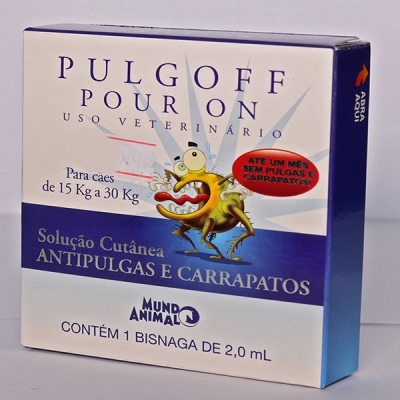 PULGOFF
POUR ON
USO VETERINÁRIO
Para caes
de 15 Kg a 30 Kg
ATÉ UM MÊS
SEM PULGAS E
CARRAPATOS!
Solução Cutânea
ANTIPULGAS E CARRAPATOS
MUNDO
ANIMAL
CONTÉM 1 BISNAGA DE 2,0 mL
ABRA
AQUI